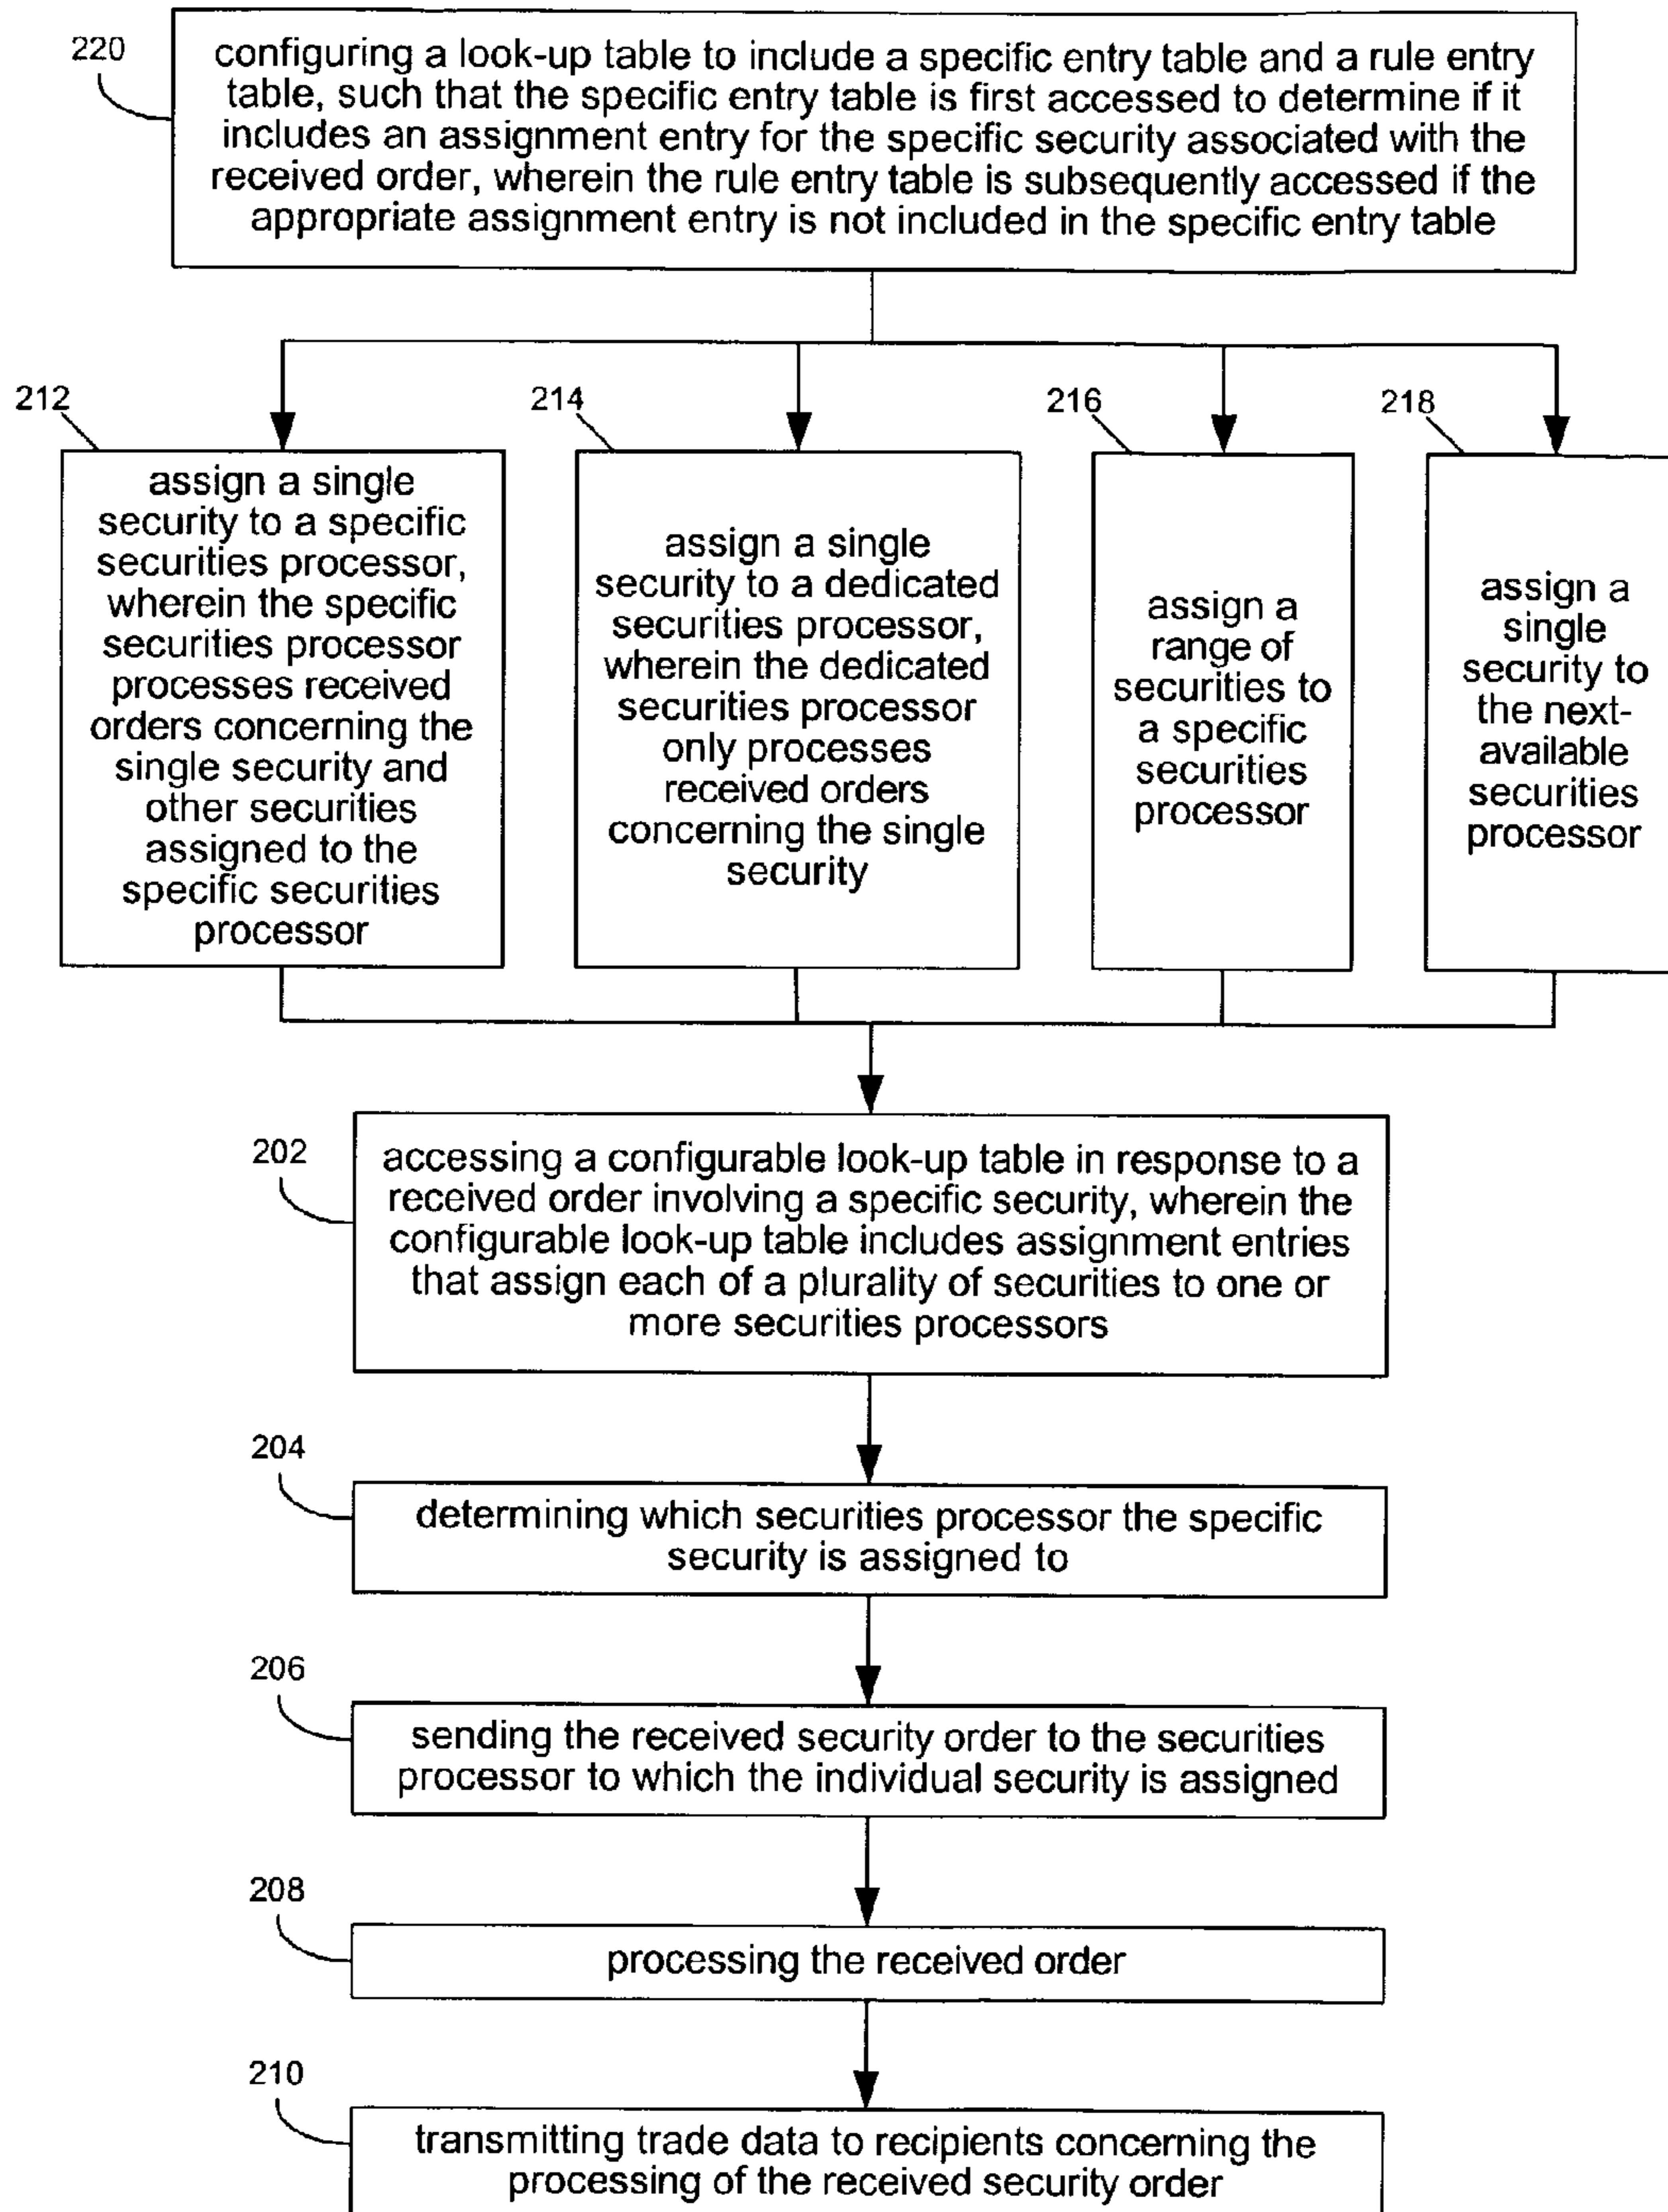 220
configuring a look-up table to include a specific entry table and a rule entry
table, such that the specific entry table is first accessed to determine if it
includes an assignment entry for the specific security associated with the
received order, wherein the rule entry table is subsequently accessed if the
appropriate assignment entry is not included in the specific entry table
212
assign a single
security to a specific
securities processor,
wherein the specific
securities processor
processes received
orders concerning the
single security and
other securities
assigned to the
specific securities
processor
214
assign a single
security to a dedicated
securities processor,
wherein the dedicated
securities processor
only processes
received orders
concerning the single
security
216
assign a
range of
securities to
a specific
securities
processor
218
assign a
single
security to
the next-
available
securities
processor
202
accessing a configurable look-up table in response to a
received order involving a specific security, wherein the
configurable look-up table includes assignment entries
that assign each of a plurality of securities to one or
more securities processors
204
determining which securities processor the specific
security is assigned to
206
sending the received security order to the securities
processor to which the individual security is assigned
208
processing the received order
210
transmitting trade data to recipients concerning the
processing of the received security order